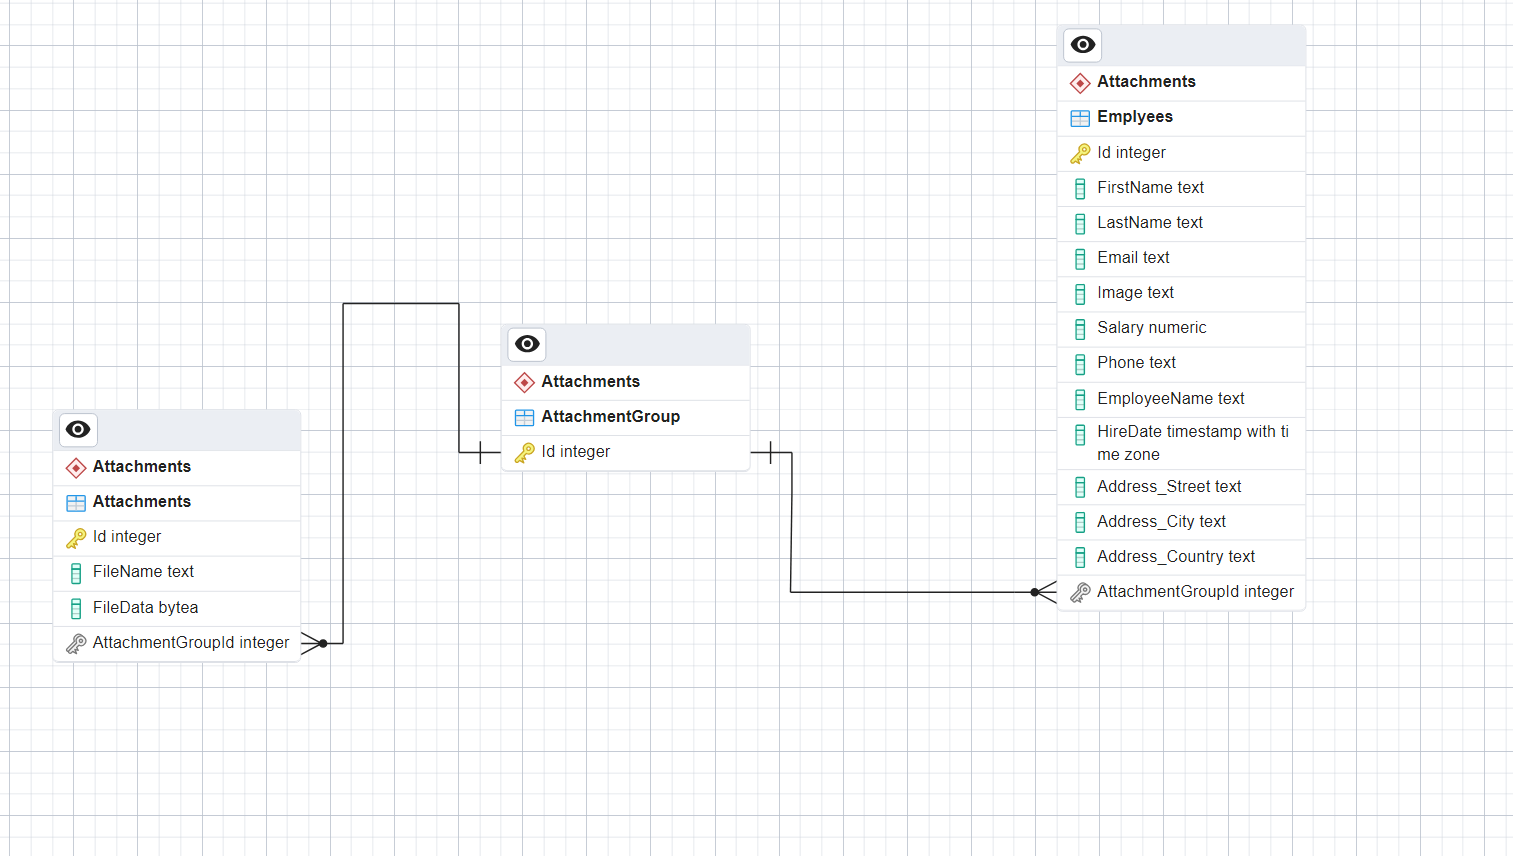 Attachments
Attachments
Id integer
FileName text
FileData bytea
AttachmentGroupId integer
Attachments
AttachmentGroup
Id integer
Attachments
Emplyees
Id integer
FirstName text
LastName text
Email text
Image text
Salary numeric
Phone text
EmployeeName text
HireDate timestamp with ti
me zone
Address_Street text
Address_City text
Address_Country text
AttachmentGroupId integer